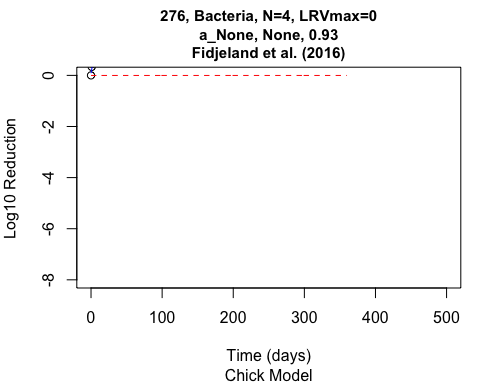 276, Bacteria, N=4, LRVmax=0
a_None, None, 0.93
Fidjeland et al. (2016)
Log10 Reduction
0
-2
-4
-6
-8
0 100 200 300 400 500
Time (days)
Chick Model